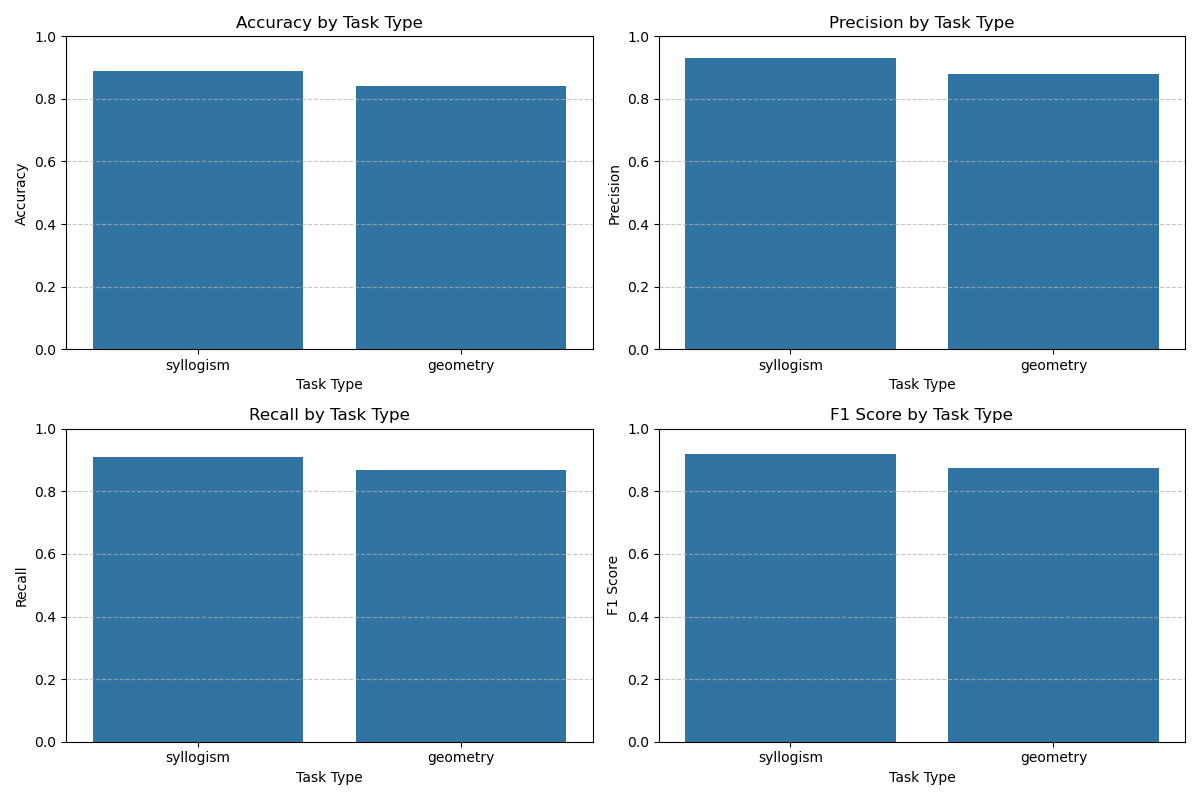 Accuracy by Task Type
1.0
0.8
0.6
0.4
0.2
0.0
Accuracy
syllogism geometry
Task Type
Precision by Task Type
1.0
0.8
0.6
0.4
0.2
0.0
Precision
syllogism geometry
Task Type
Recall by Task Type
1.0
0.8
0.6
0.4
0.2
0.0
Recall
syllogism geometry
Task Type
F1 Score by Task Type
1.0
0.8
0.6
0.4
0.2
0.0
F1 Score
syllogism geometry
Task Type